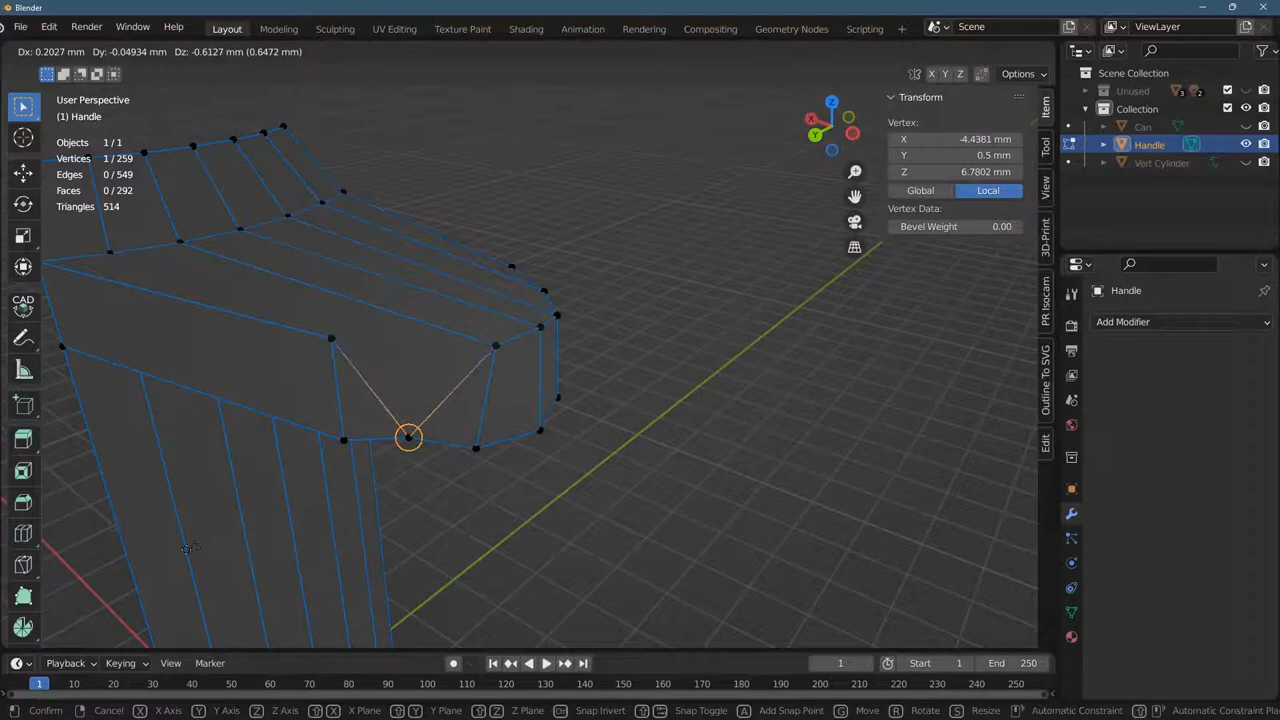 Blender
File Edit Render Window Help Layout Modeling Sculpting UV Editing Texture Paint Shading Animation Rendering Compositing Geometry Nodes Scripting + Scene ViewLayer
Dx: 0.2027 mm Dy: -0.04934 mm Dz: -0.6127 mm (0.6472 mm)
X Y Z Options
Scene Collection
Unused 3 2
Collection
Can
Handle
Vert Cylinder
User Perspective
(1) Handle
Objects 1 / 1
Vertices 1 / 259
Edges 0 / 549
Faces 0 / 292
Triangles 514
Z
X
Y
Transform
Vertex:
X -4.4381 mm
Y 0.5 mm
Z 6.7802 mm
Global Local
Vertex Data:
Bevel Weight 0.00
Item
Tool
View
3D-Print
PR Isocam
Outline To SVG
Edit
CAD
Handle
Add Modifier
Playback Keying View Marker 1 Start 1 End 250
1 10 20 30 40 50 60 70 80 90 100 110 120 130 140 150 160 170 180 190 200 210 220 230 240 250
Confirm Cancel X X Axis Y Y Axis Z Z Axis X X Plane Y Y Plane Z Z Plane Ctrl Snap Invert Snap Toggle A Add Snap Point G Move R Rotate S Resize Automatic Constraint Automatic Constraint Plane